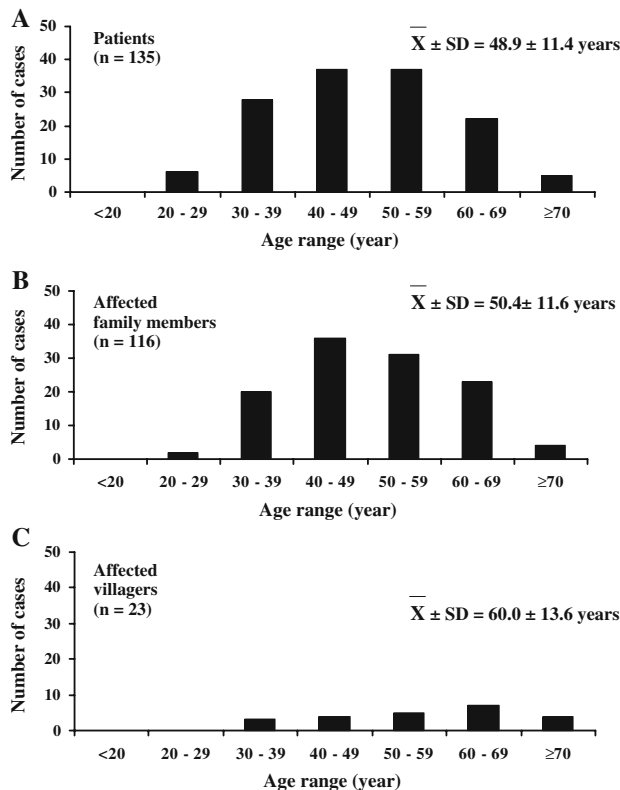 A
Patients
(n = 135)
X ± SD = 48.9 ± 11.4 years
Number of cases
50
40
30
20
10
0
<20 20 - 29 30 - 39 40 - 49 50 - 59 60 - 69 ≥70
Age range (year)
B
Affected
family members
(n = 116)
X ± SD = 50.4± 11.6 years
Number of cases
50
40
30
20
10
0
<20 20 - 29 30 - 39 40 - 49 50 - 59 60 - 69 ≥70
Age range (year)
C
Affected
villagers
(n = 23)
X ± SD = 60.0 ± 13.6 years
Number of cases
50
40
30
20
10
0
<20 20 - 29 30 - 39 40 - 49 50 - 59 60 - 69 ≥70
Age range (year)